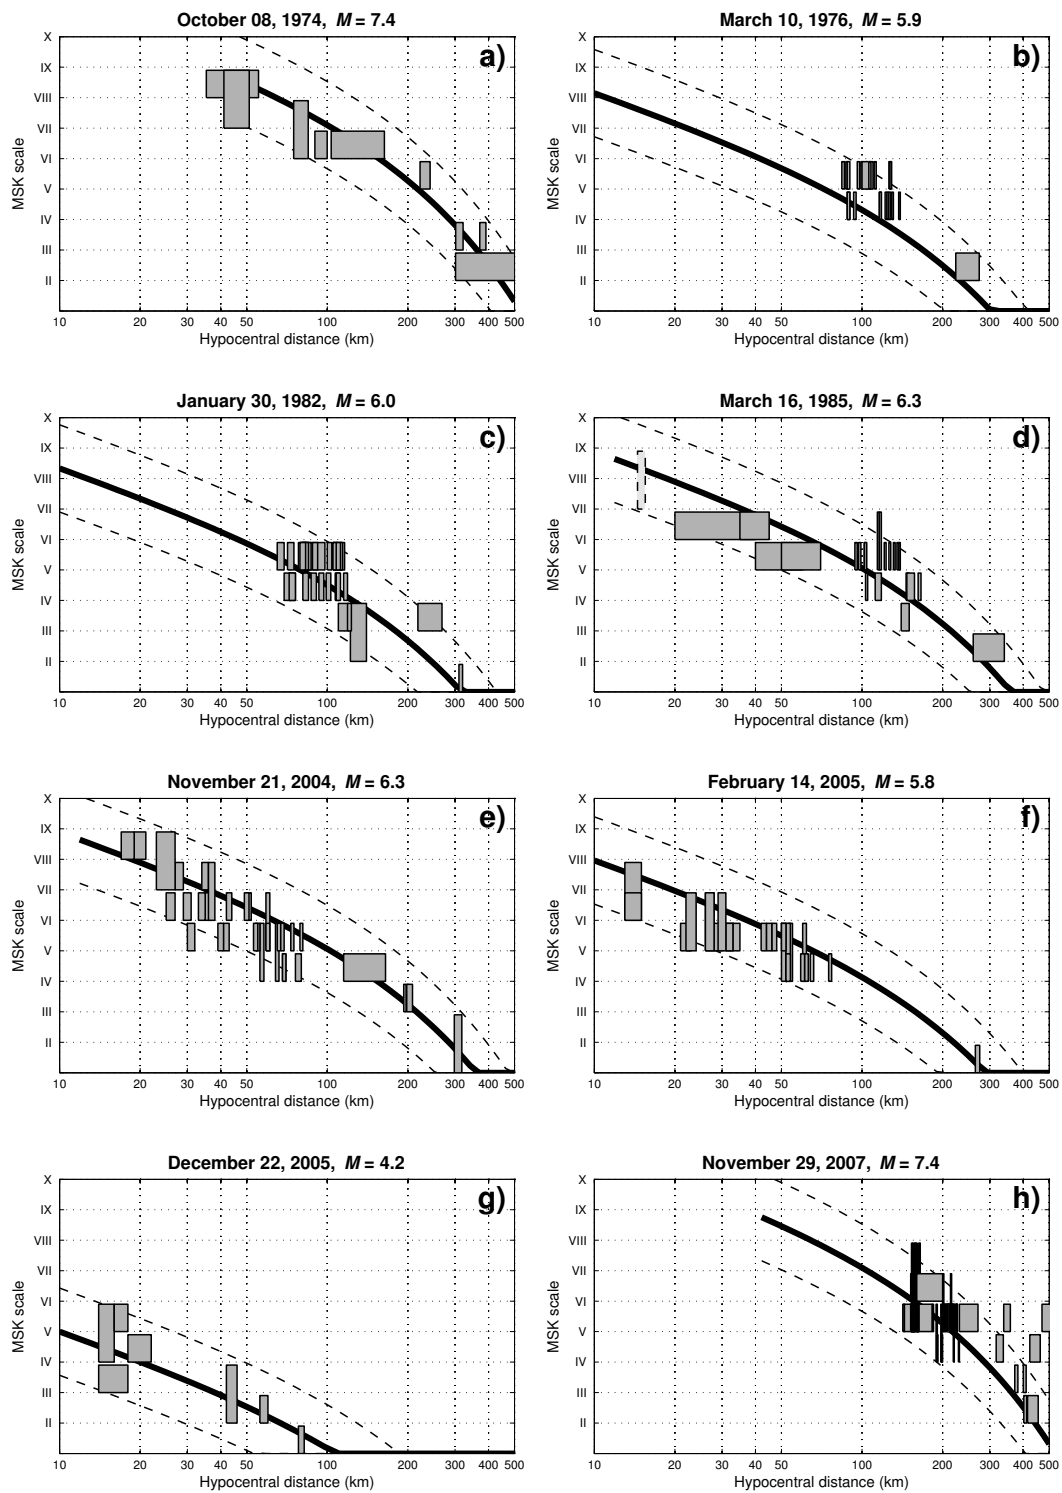 October 08, 1974, M = 7.4
a)
X
IX
VIII
VII
VI
V
IV
III
II
MSK scale
10 20 30 50 100 200 300 400 500
Hypocentral distance (km)
March 10, 1976, M = 5.9
b)
X
IX
VIII
VII
VI
V
IV
III
II
MSK scale
10 20 30 50 100 200 300 400 500
Hypocentral distance (km)
January 30, 1982, M = 6.0
c)
X
IX
VIII
VII
VI
V
IV
III
II
MSK scale
10 20 30 50 100 200 300 400 500
Hypocentral distance (km)
March 16, 1985, M = 6.3
d)
X
IX
VIII
VII
VI
V
IV
III
II
MSK scale
10 20 30 50 100 200 300 400 500
Hypocentral distance (km)
November 21, 2004, M = 6.3
e)
X
IX
VIII
VII
VI
V
IV
III
II
MSK scale
10 20 30 50 100 200 300 400 500
Hypocentral distance (km)
February 14, 2005, M = 5.8
f)
X
IX
VIII
VII
VI
V
IV
III
II
MSK scale
10 20 30 50 100 200 300 400 500
Hypocentral distance (km)
December 22, 2005, M = 4.2
g)
X
IX
VIII
VII
VI
V
IV
III
II
MSK scale
10 20 30 50 100 200 300 400 500
Hypocentral distance (km)
November 29, 2007, M = 7.4
h)
X
IX
VIII
VII
VI
V
IV
III
II
MSK scale
10 20 30 50 100 200 300 400 500
Hypocentral distance (km)